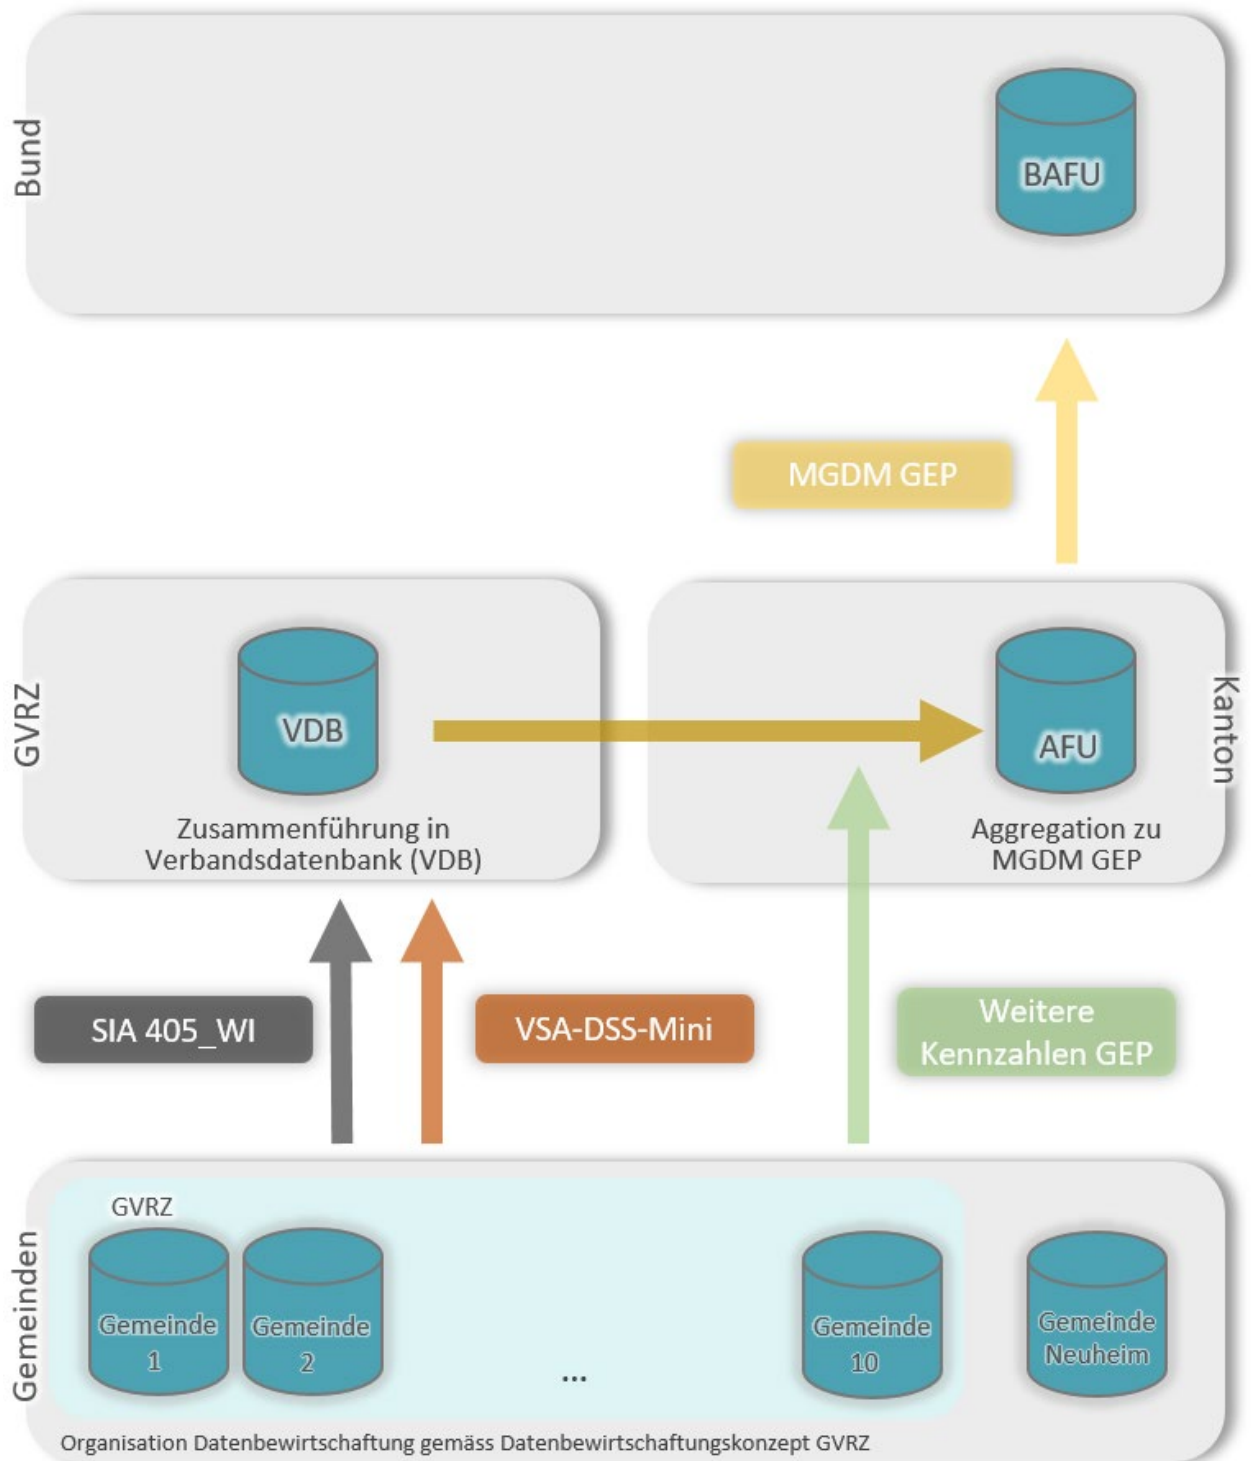 Bund
BAFU
MGDM GEP
GVRZ
VDB
Zusammenführung in
Verbandsdatenbank (VDB)
Kanton
AFU
Aggregation zu
MGDM GEP
SIA 405_WI
VSA-DSS-Mini
Weitere
Kennzahlen GEP
Gemeinden
GVRZ
Gemeinde
1
Gemeinde
2
...
Gemeinde
10
Gemeinde
Neuheim
Organisation Datenbewirtschaftung gemäss Datenbewirtschaftungskonzept GVRZ